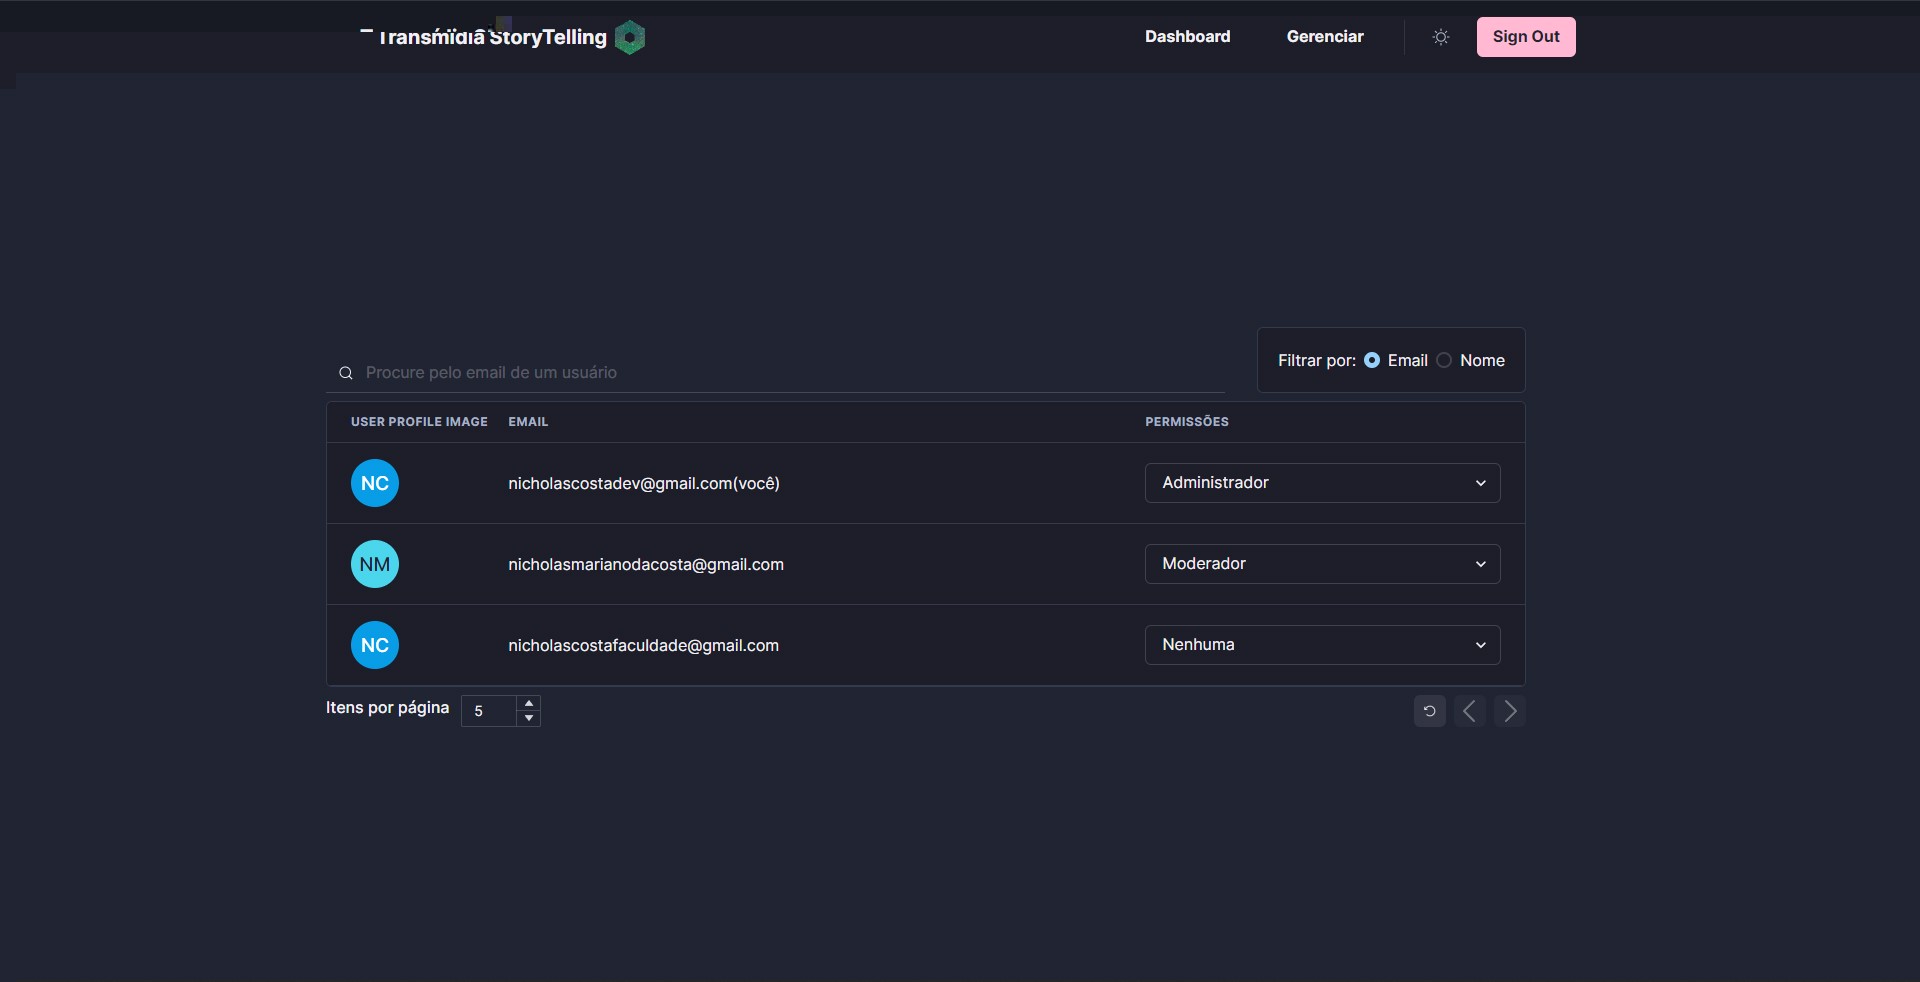 Transmídia StoryTelling
Dashboard
Gerenciar
Sign Out
Procure pelo email de um usuário
Filtrar por: Email Nome
USER PROFILE IMAGE EMAIL PERMISSÕES
NC nicholascostadev@gmail.com(você) Administrador
NM nicholasmarianodacosta@gmail.com Moderador
NC nicholascostafaculdade@gmail.com Nenhuma
Itens por página 5